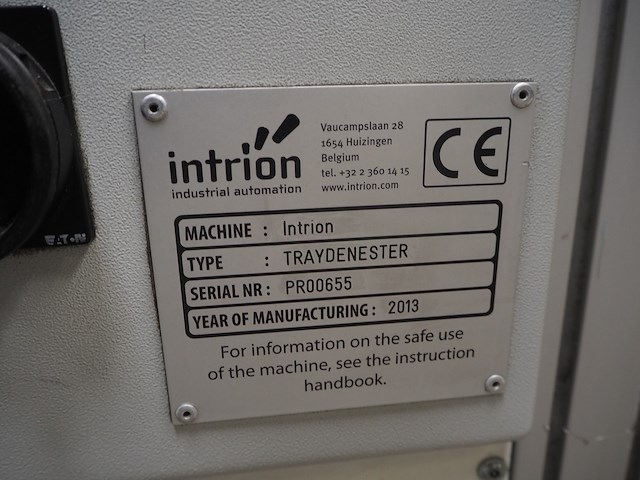 intrion
industrial automation
Vaucampslaan 28
1654 Huizingen
Belgium
tel. +32 2 360 14 15
www.intrion.com
CE
MACHINE : Intrion
TYPE : TRAYDENESTER
SERIAL NR : PR00655
YEAR OF MANUFACTURING : 2013
For information on the safe use
of the machine, see the instruction
handbook.
EATON